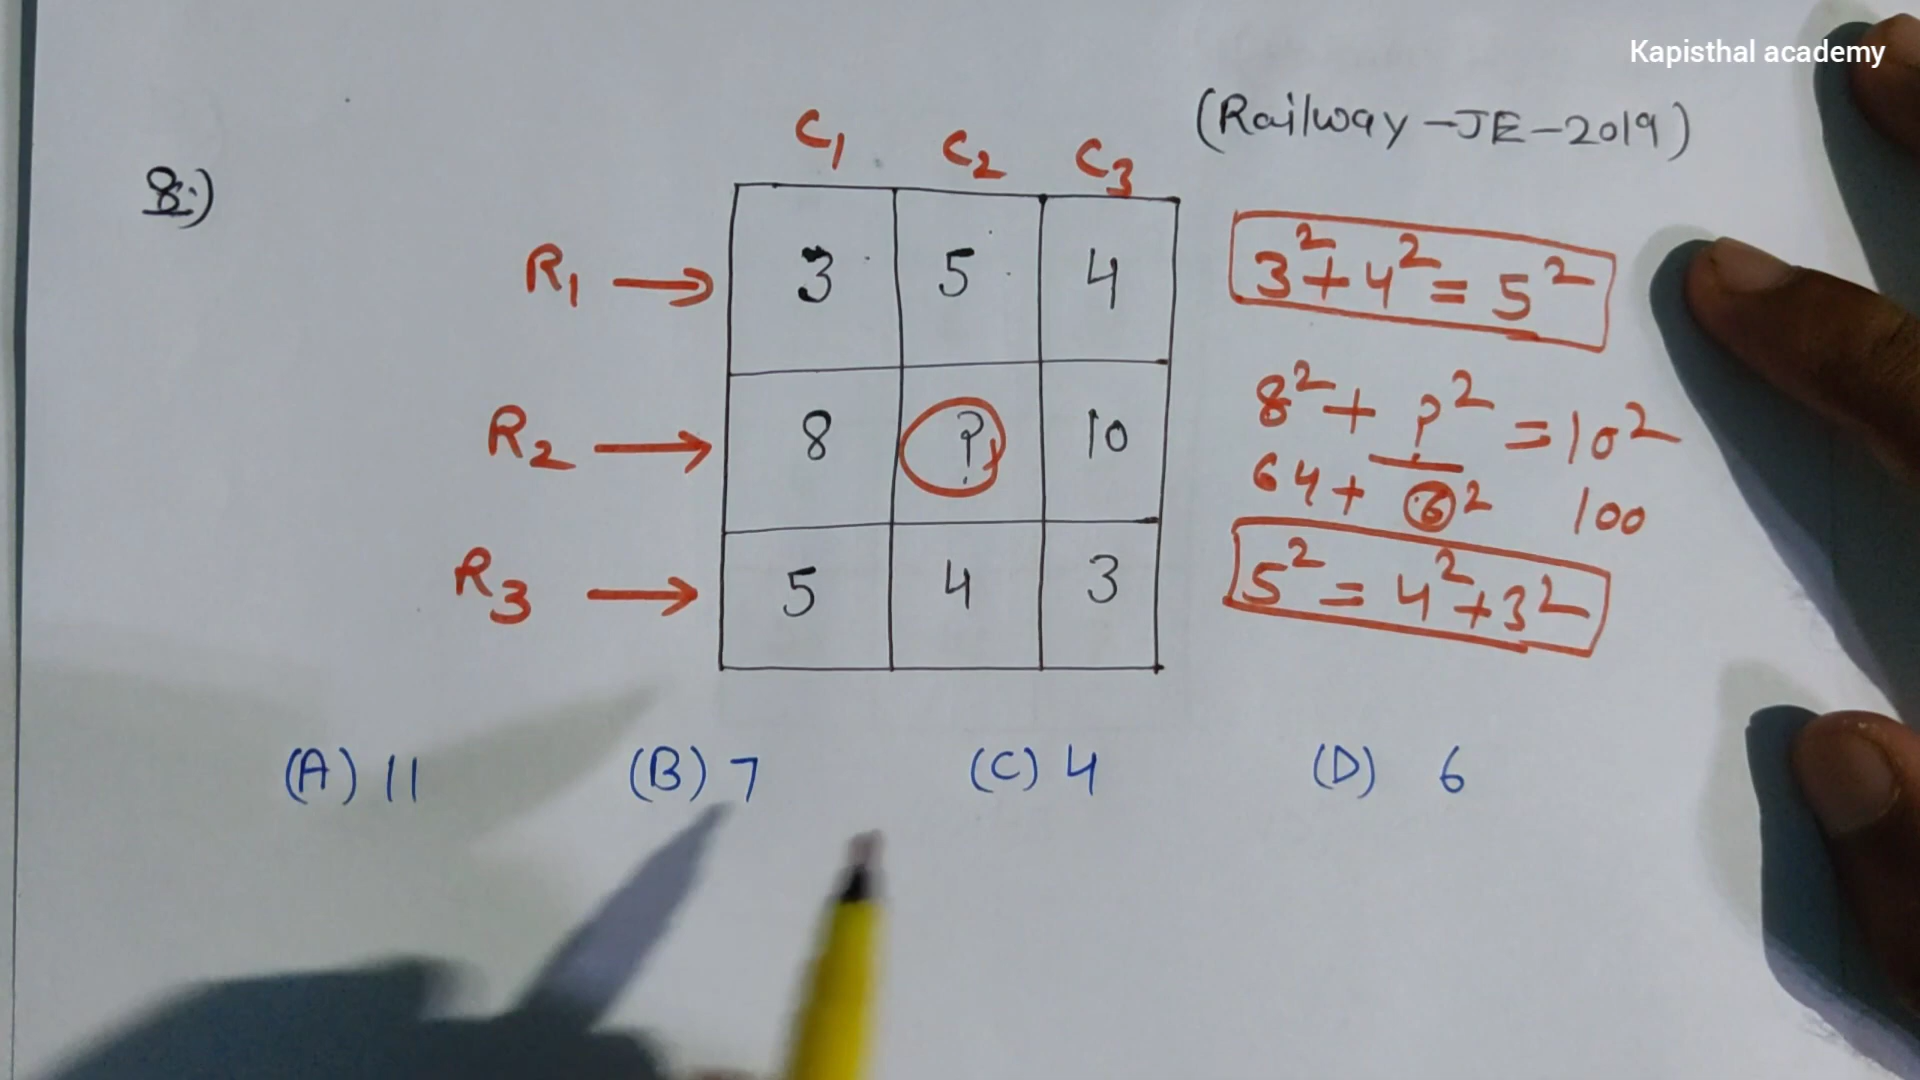 Kapisthal academy
(Railway-JE-2019)
8.)
C1 C2 C3
R1 → 3 5 4
3² + 4² = 5²
R2 → 8 ? 10
8² + ?² = 10²
64 + 6² 100
R3 → 5 4 3
5² = 4² + 3²
(A) 11 (B) 7 (C) 4 (D) 6